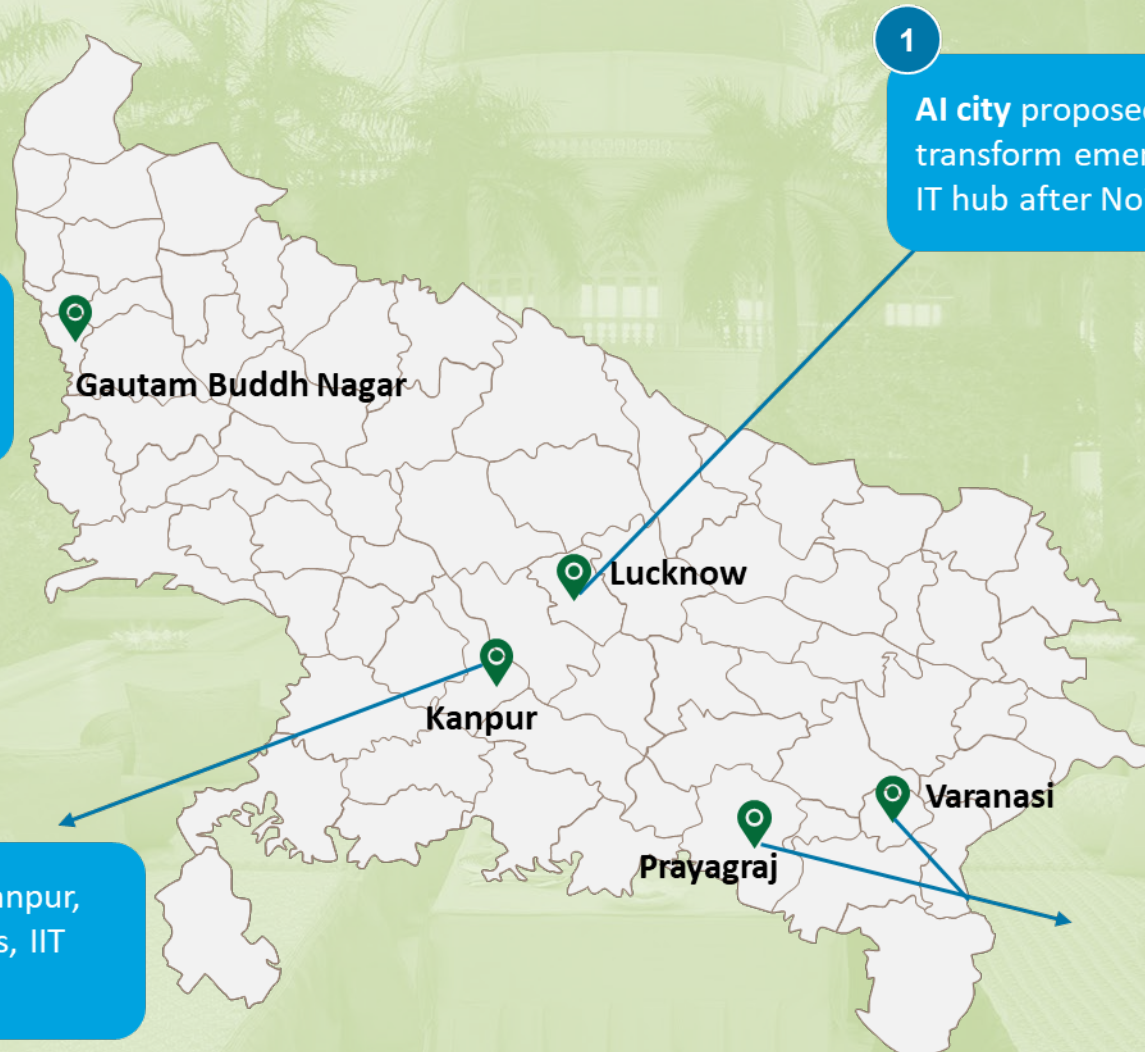 1
AI city proposed
transform emer
IT hub after No
Gautam Buddh Nagar
Lucknow
Kanpur
Varanasi
Prayagraj
anpur,
s, IIT